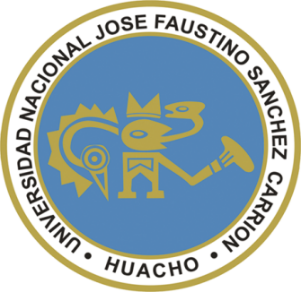 UNIVERSIDAD NACIONAL JOSE FAUSTINO SANCHEZ CARRION
• HUACHO •